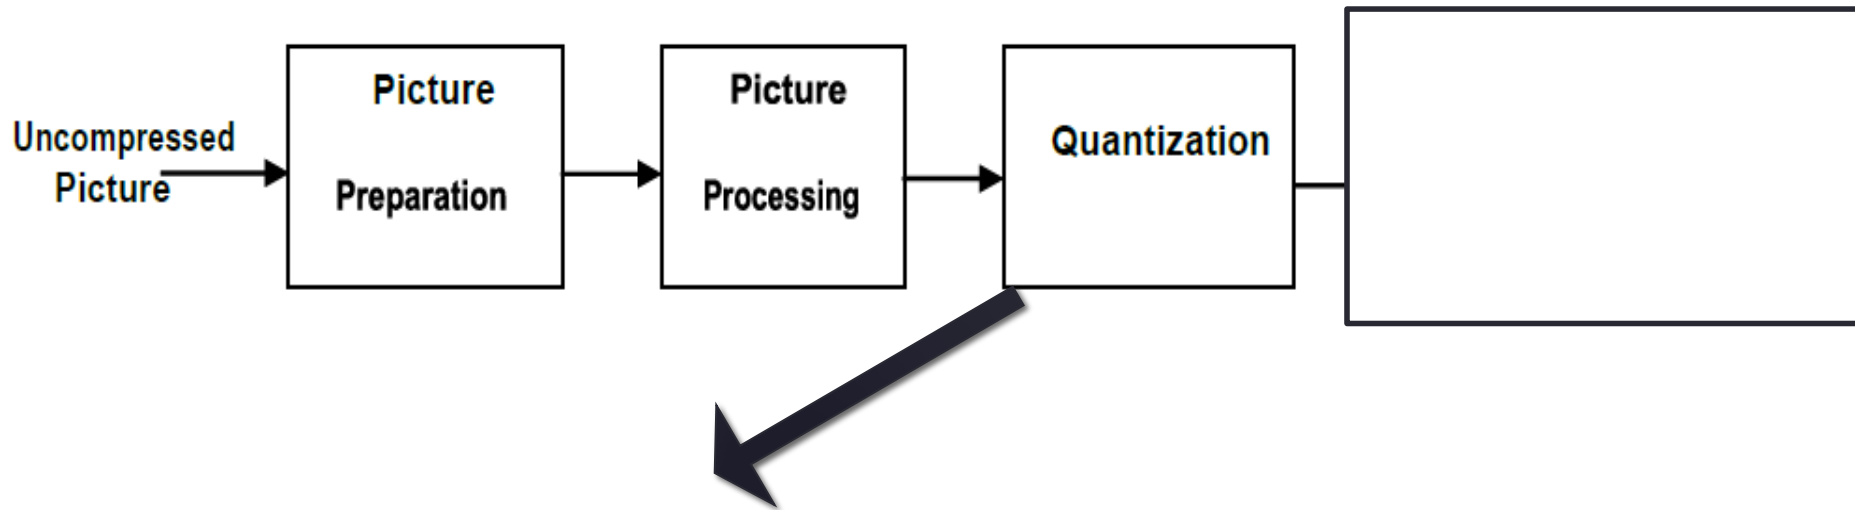 Uncompressed
Picture
Picture
Preparation
Picture
Processing
Quantization